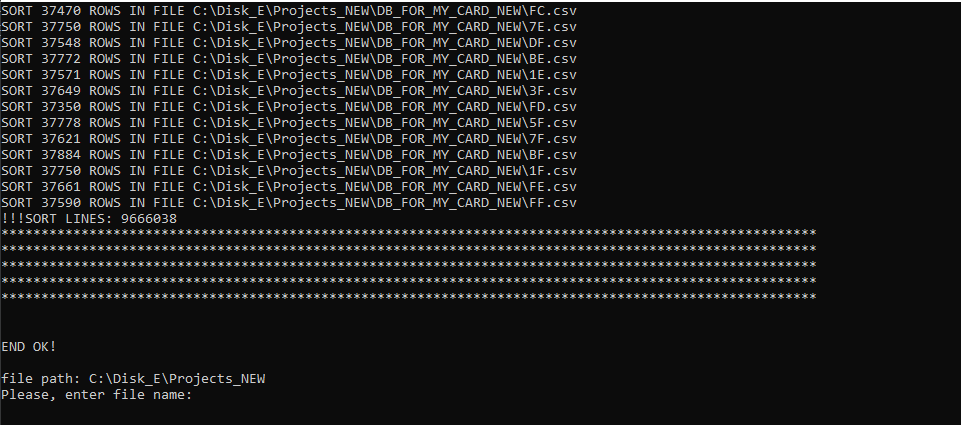 SORT 37470 ROWS IN FILE C:\Disk_E\Projects_NEW\DB_FOR_MY_CARD_NEW\FC.csv
SORT 37750 ROWS IN FILE C:\Disk_E\Projects_NEW\DB_FOR_MY_CARD_NEW\7E.csv
SORT 37548 ROWS IN FILE C:\Disk_E\Projects_NEW\DB_FOR_MY_CARD_NEW\DF.csv
SORT 37772 ROWS IN FILE C:\Disk_E\Projects_NEW\DB_FOR_MY_CARD_NEW\BE.csv
SORT 37571 ROWS IN FILE C:\Disk_E\Projects_NEW\DB_FOR_MY_CARD_NEW\1E.csv
SORT 37649 ROWS IN FILE C:\Disk_E\Projects_NEW\DB_FOR_MY_CARD_NEW\3F.csv
SORT 37350 ROWS IN FILE C:\Disk_E\Projects_NEW\DB_FOR_MY_CARD_NEW\FD.csv
SORT 37778 ROWS IN FILE C:\Disk_E\Projects_NEW\DB_FOR_MY_CARD_NEW\5F.csv
SORT 37621 ROWS IN FILE C:\Disk_E\Projects_NEW\DB_FOR_MY_CARD_NEW\7F.csv
SORT 37884 ROWS IN FILE C:\Disk_E\Projects_NEW\DB_FOR_MY_CARD_NEW\BF.csv
SORT 37750 ROWS IN FILE C:\Disk_E\Projects_NEW\DB_FOR_MY_CARD_NEW\1F.csv
SORT 37661 ROWS IN FILE C:\Disk_E\Projects_NEW\DB_FOR_MY_CARD_NEW\FE.csv
SORT 37590 ROWS IN FILE C:\Disk_E\Projects_NEW\DB_FOR_MY_CARD_NEW\FF.csv
!!!SORT LINES: 9666038
******************************************************************************************************
******************************************************************************************************
******************************************************************************************************
******************************************************************************************************
******************************************************************************************************
END OK!
file path: C:\Disk_E\Projects_NEW
Please, enter file name: